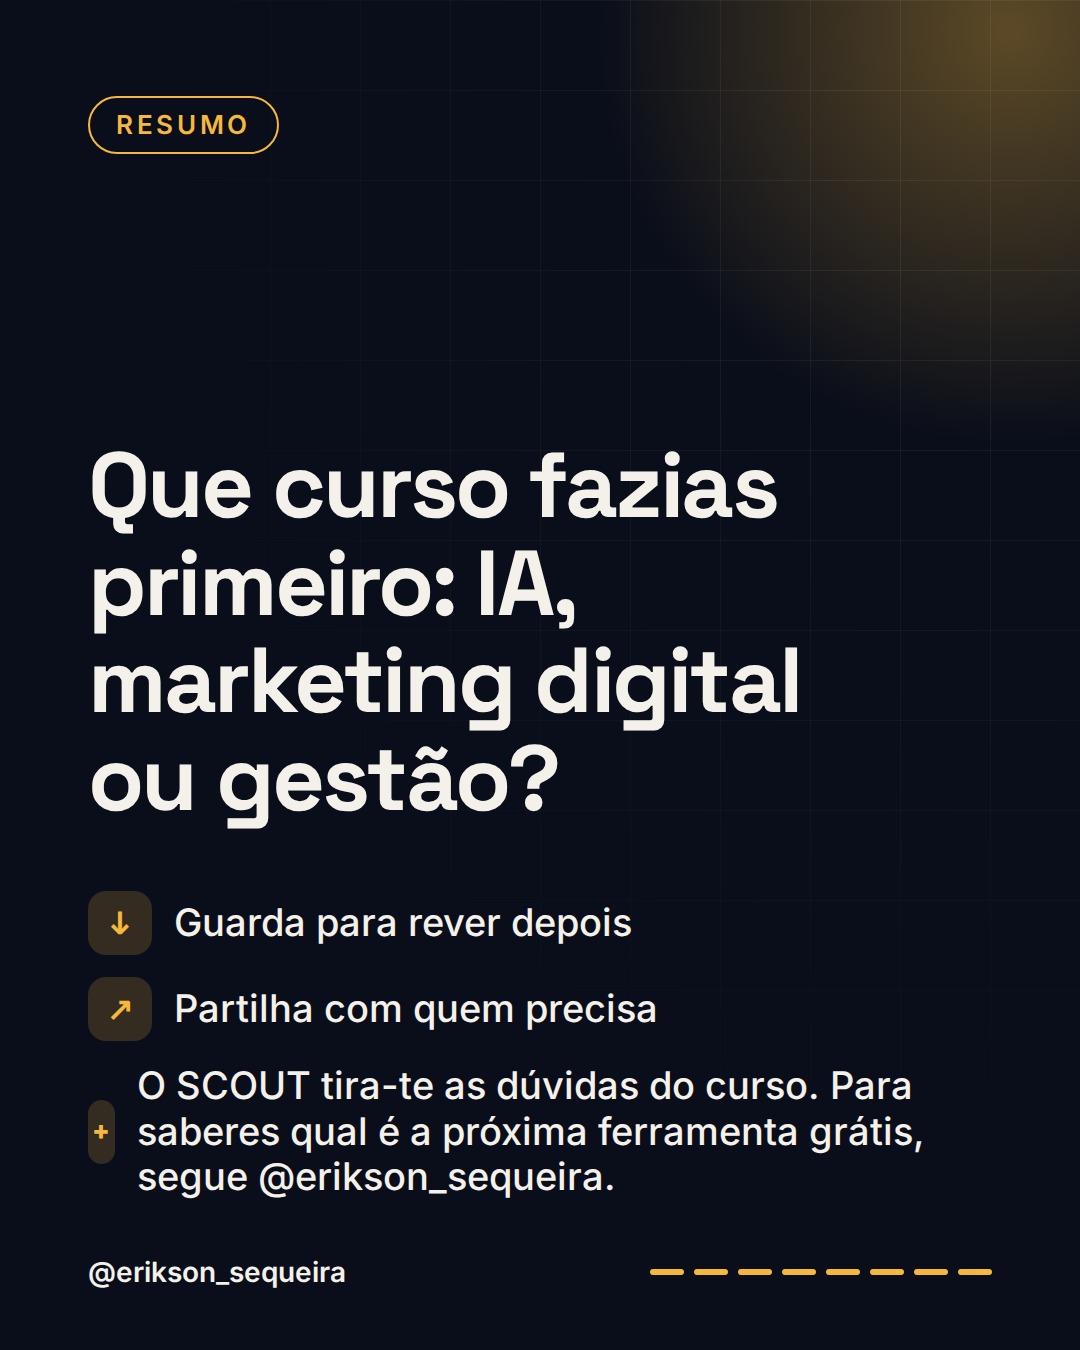 RESUMO
Que curso fazias
primeiro: IA,
marketing digital
ou gestão?
↓ Guarda para rever depois
↗ Partilha com quem precisa
O SCOUT tira-te as dúvidas do curso. Para
+ saberes qual é a próxima ferramenta grátis,
segue @erikson_sequeira.
@erikson_sequeira